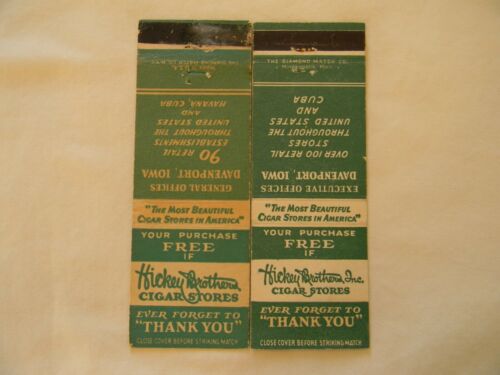 THE DIAMOND MATCH CO. N.Y.C.
MADE IN U.S.A.
90 RETAIL
ESTABLISHMENTS
THROUGHOUT THE
UNITED STATES
AND
HAVANA, CUBA
GENERAL OFFICES
DAVENPORT, IOWA
"THE MOST BEAUTIFUL
CIGAR STORES IN AMERICA"
YOUR PURCHASE
FREE
IF
Hickey Brothers
CIGAR STORES
EVER FORGET TO
"THANK YOU"
CLOSE COVER BEFORE STRIKING MATCH
THE DIAMOND MATCH CO.
OVER 100 RETAIL
STORES
THROUGHOUT THE
UNITED STATES
AND
CUBA
EXECUTIVE OFFICES
DAVENPORT, IOWA
"THE MOST BEAUTIFUL
CIGAR STORES IN AMERICA"
YOUR PURCHASE
FREE
IF
Hickey Brothers, Inc.
CIGAR STORES
EVER FORGET TO
"THANK YOU"
CLOSE COVER BEFORE STRIKING MATCH